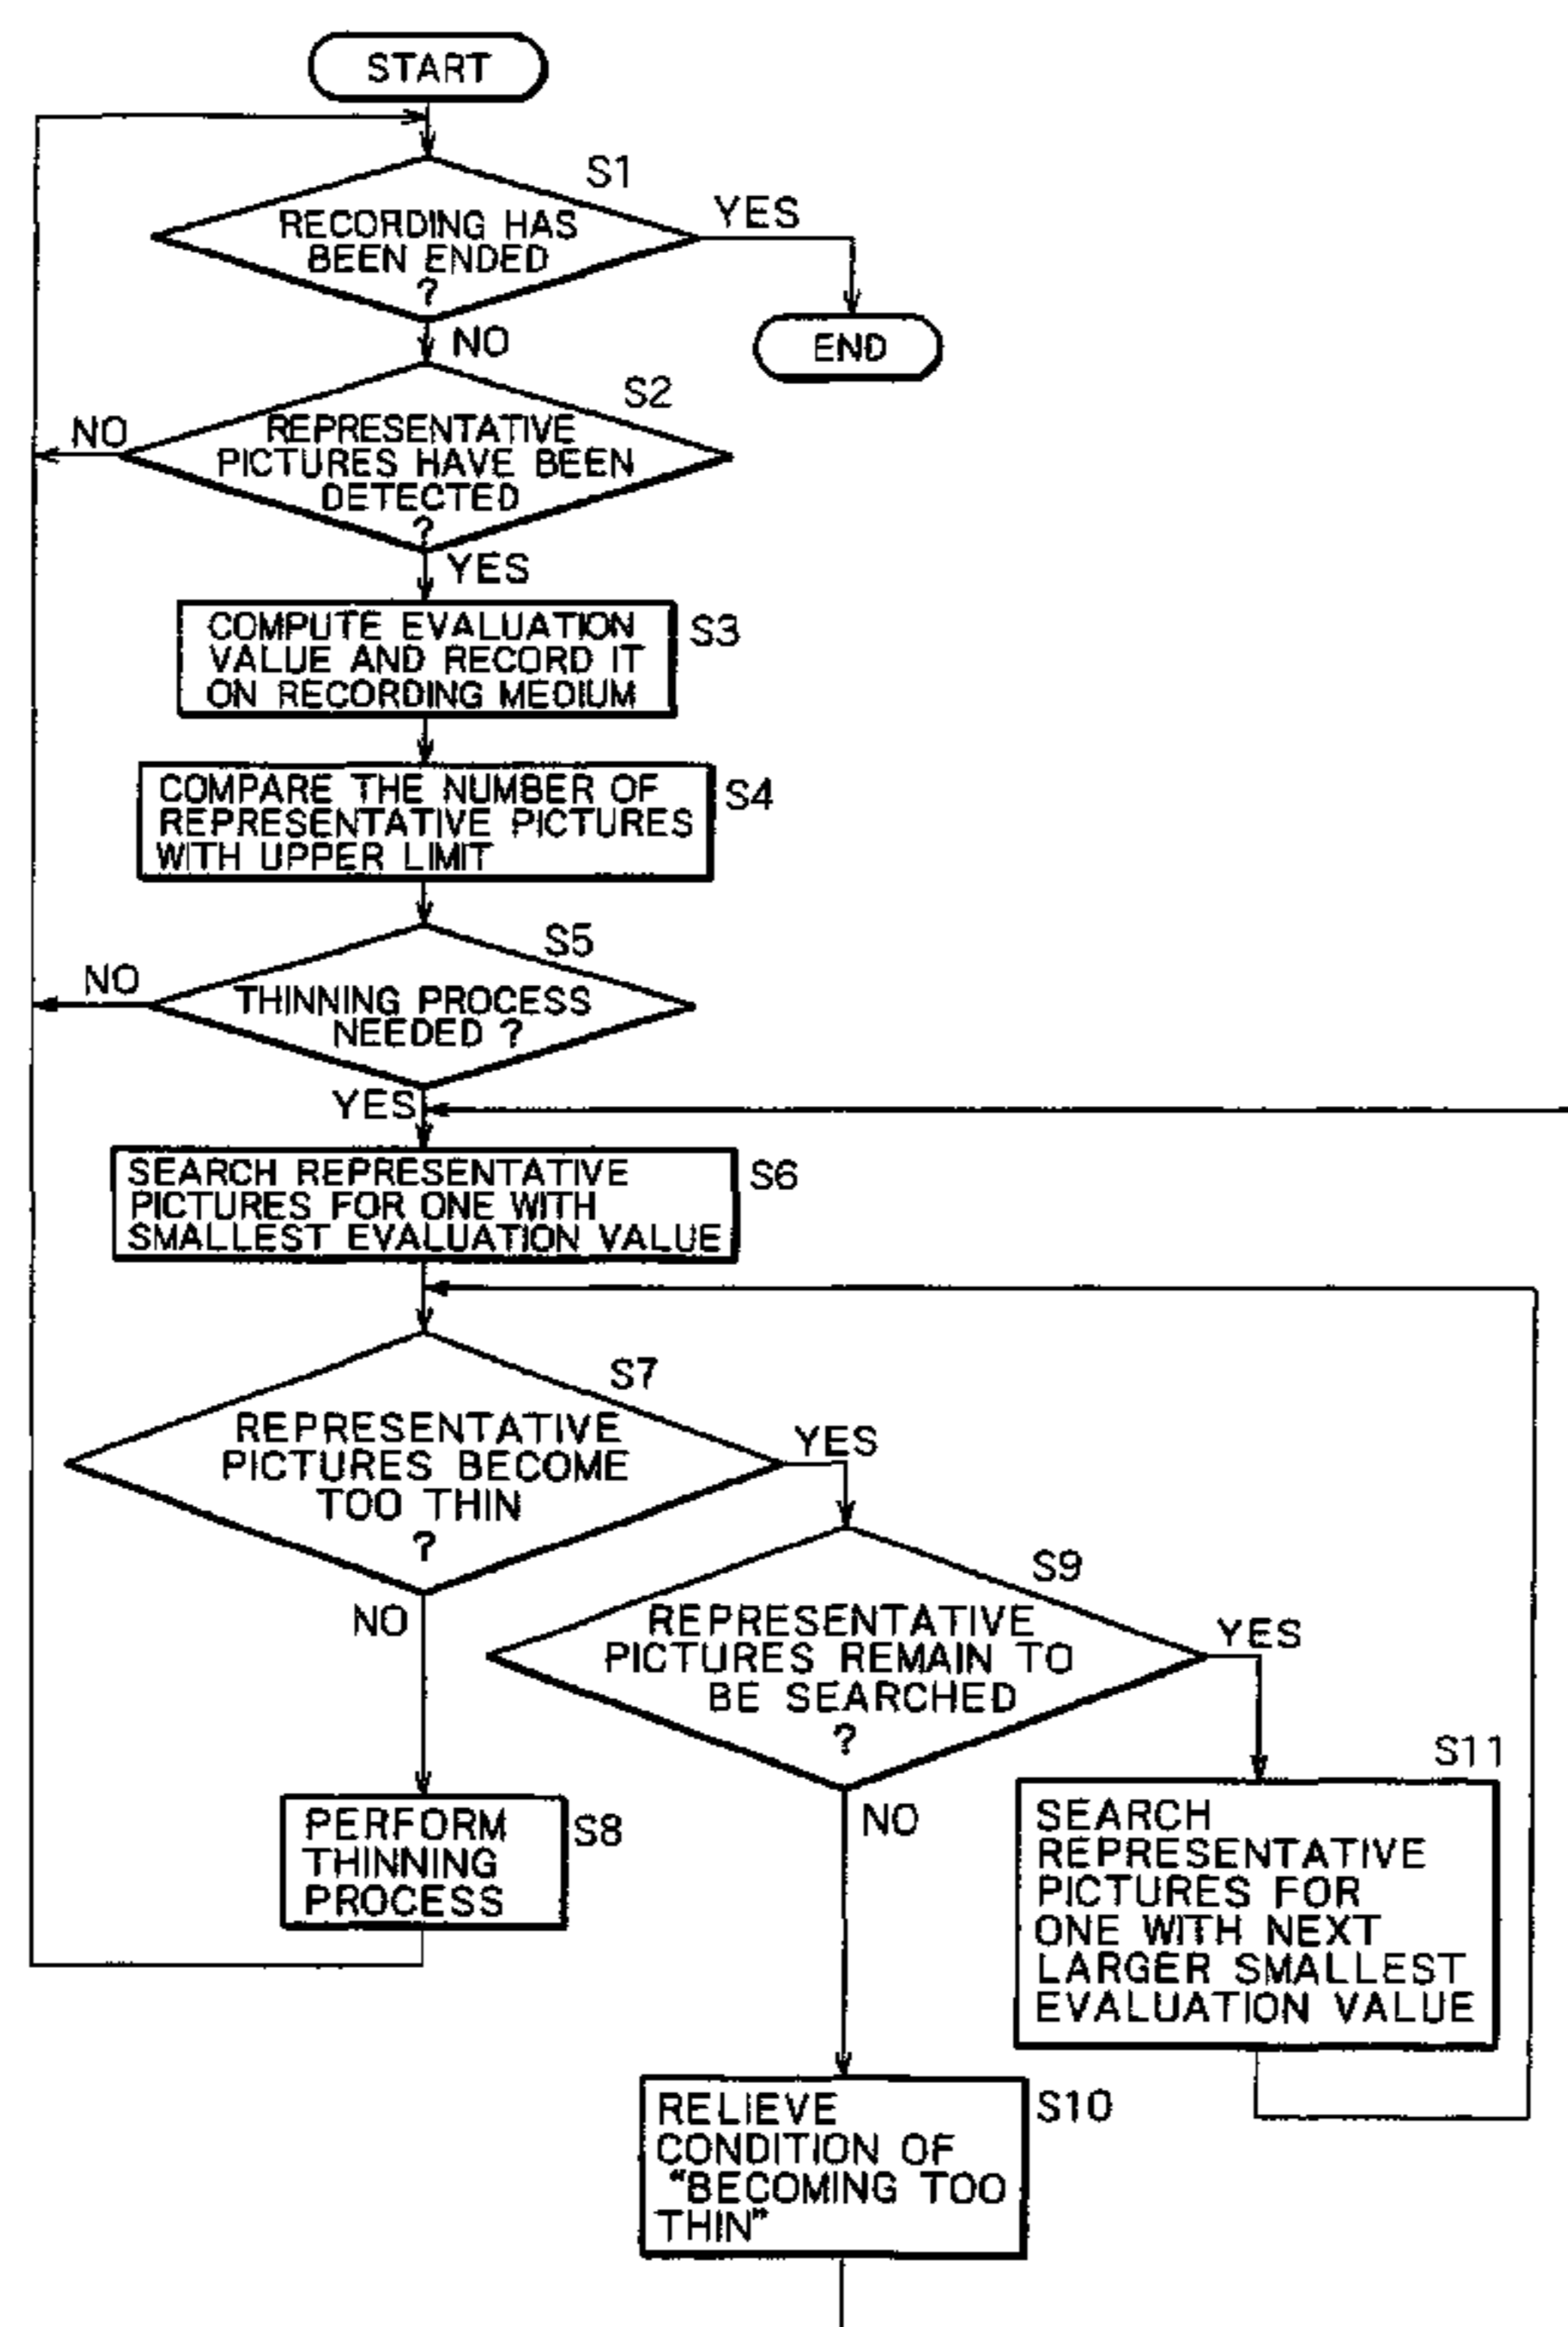 START
S1
RECORDING HAS
BEEN ENDED
?
YES
END
NO
S2
REPRESENTATIVE
PICTURES HAVE BEEN
DETECTED
?
NO
YES
COMPUTE EVALUATION
VALUE AND RECORD IT
ON RECORDING MEDIUM
S3
COMPARE THE NUMBER OF
REPRESENTATIVE PICTURES
WITH UPPER LIMIT
S4
S5
THINNING PROCESS
NEEDED ?
NO
YES
SEARCH REPRESENTATIVE
PICTURES FOR ONE WITH
SMALLEST EVALUATION VALUE
S6
S7
REPRESENTATIVE
PICTURES BECOME
TOO THIN
?
YES
NO
S9
REPRESENTATIVE
PICTURES REMAIN TO
BE SEARCHED
?
YES
NO
PERFORM
THINNING
PROCESS
S8
S11
SEARCH
REPRESENTATIVE
PICTURES FOR
ONE WITH NEXT
LARGER SMALLEST
EVALUATION VALUE
RELIEVE
CONDITION OF
"BECOMING TOO
THIN"
S10